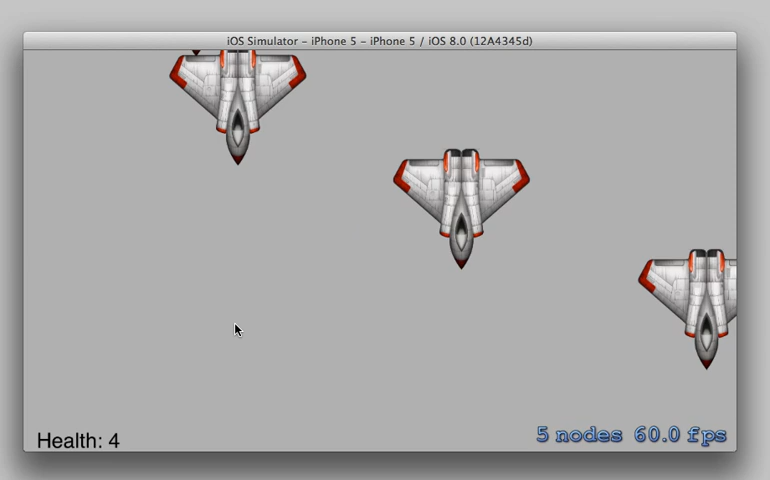 iOS Simulator - iPhone 5 - iPhone 5 / iOS 8.0 (12A4345d)
Health: 4
5 nodes 60.0 fps